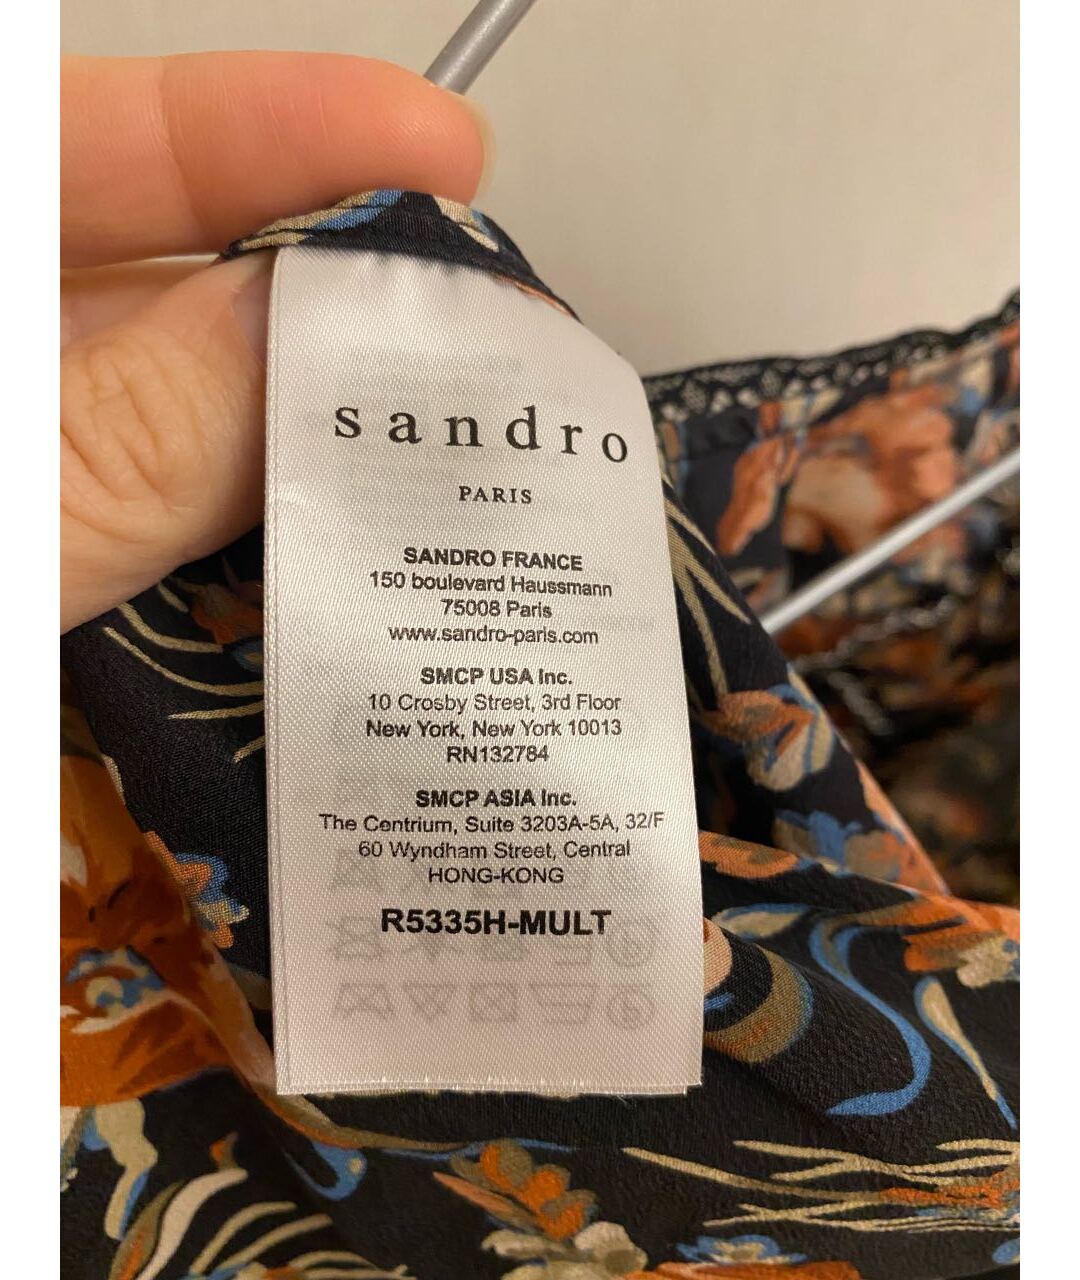 sandro
PARIS
SANDRO FRANCE
150 boulevard Haussmann
75008 Paris
www.sandro-paris.com
SMCP USA Inc.
10 Crosby Street, 3rd Floor
New York, New York 10013
RN132784
SMCP ASIA Inc.
The Centrium, Suite 3203A-5A, 32/F
60 Wyndham Street, Central
HONG-KONG
R5335H-MULT